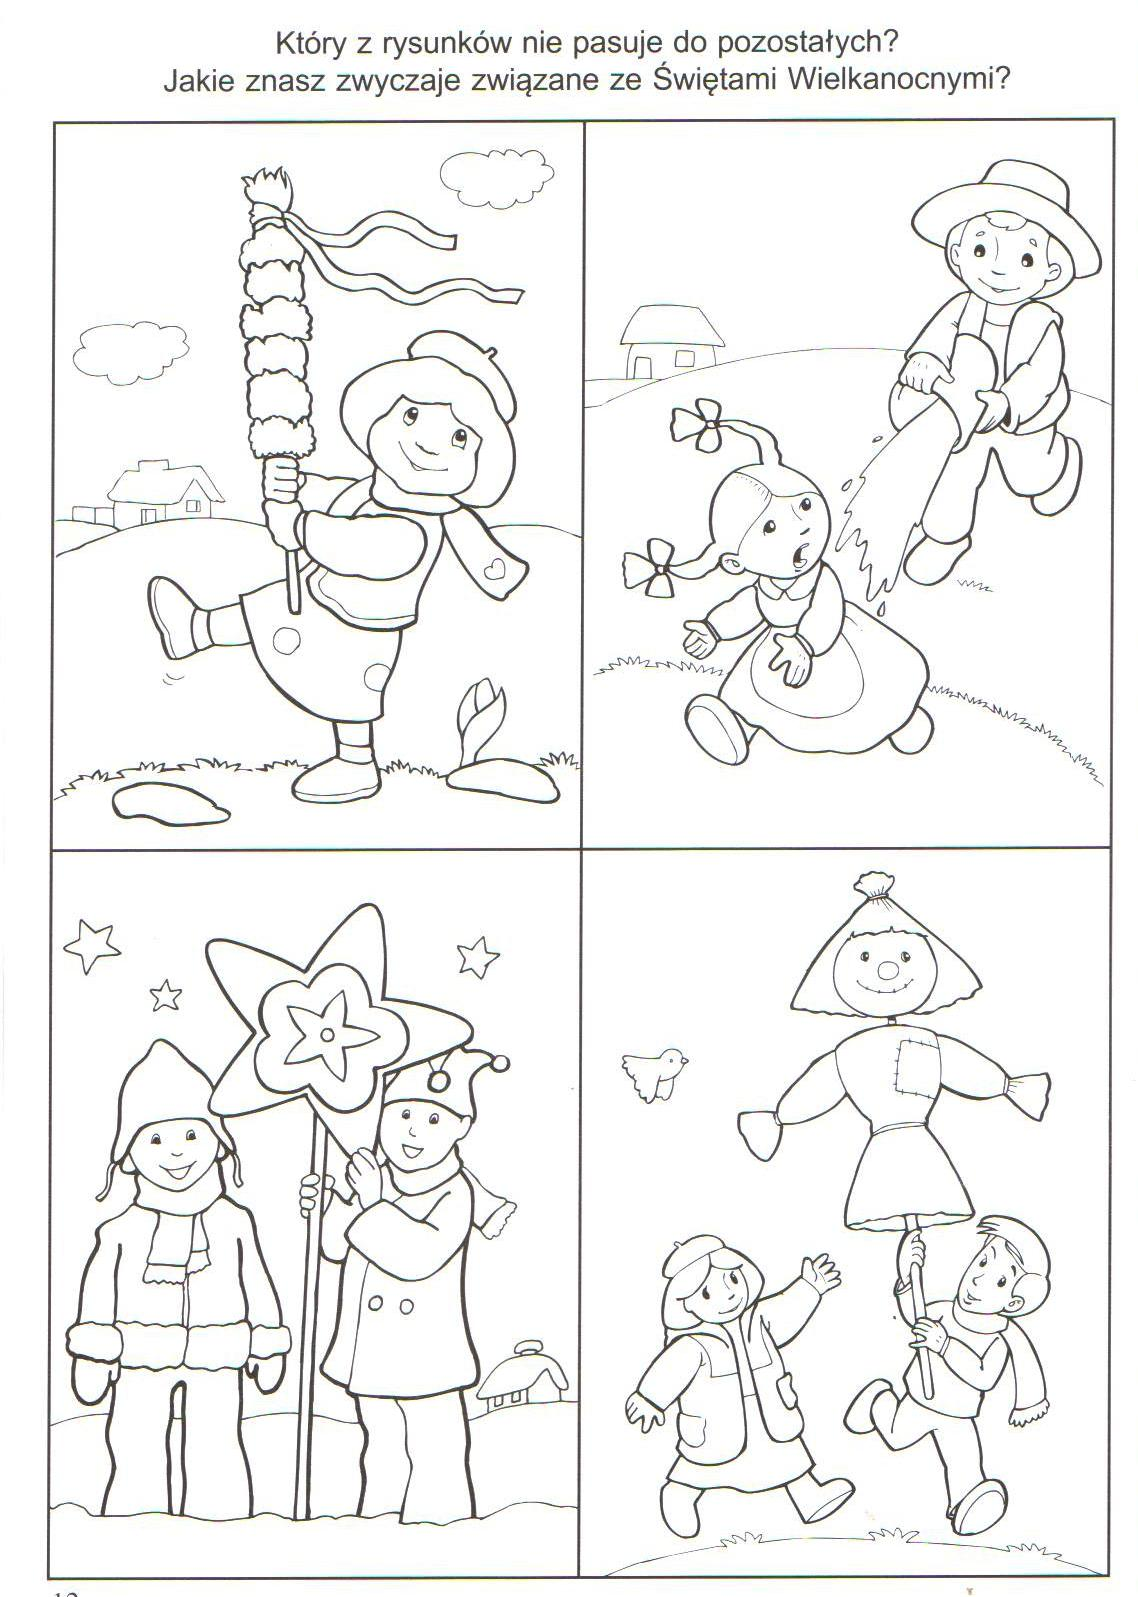 Który z rysunków nie pasuje do pozostałych?
Jakie znasz zwyczaje związane ze Świętami Wielkanocnymi?